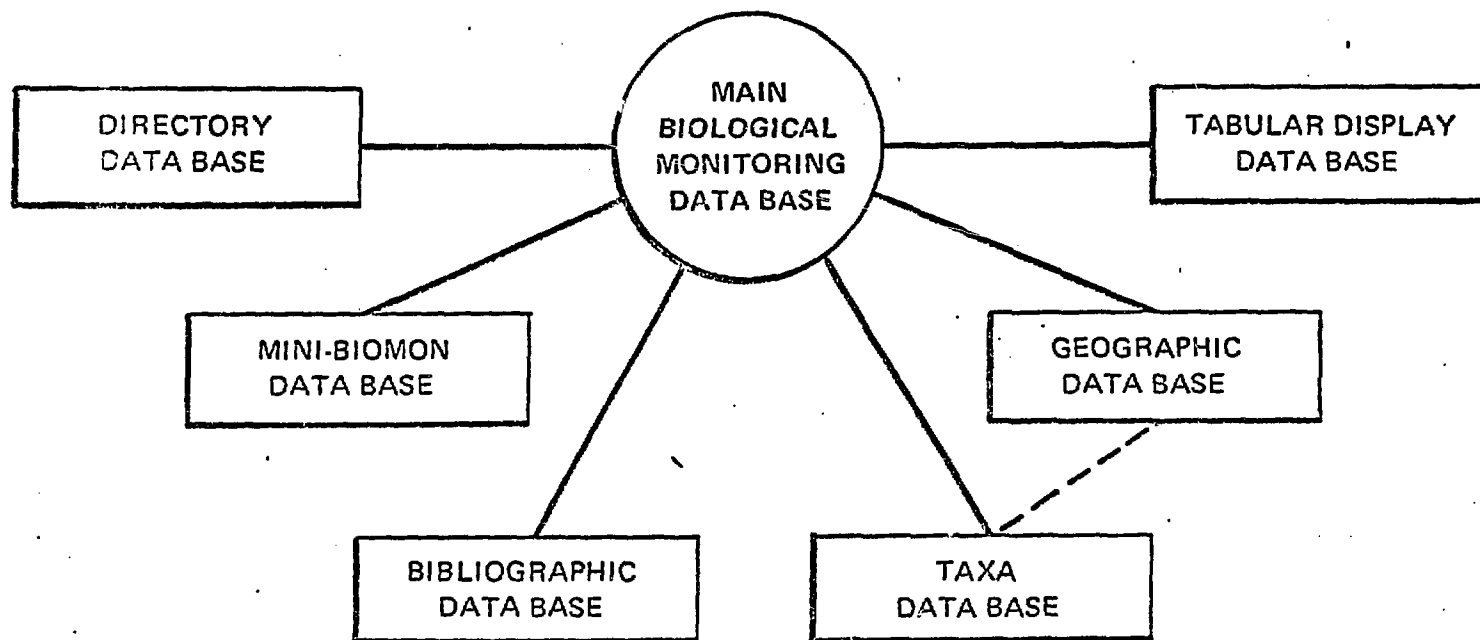 MAIN
BIOLOGICAL
MONITORING
DATA BASE
DIRECTORY
DATA BASE
TABULAR DISPLAY
DATA BASE
MINI-BIOMON
DATA BASE
GEOGRAPHIC
DATA BASE
BIBLIOGRAPHIC
DATA BASE
TAXA
DATA BASE